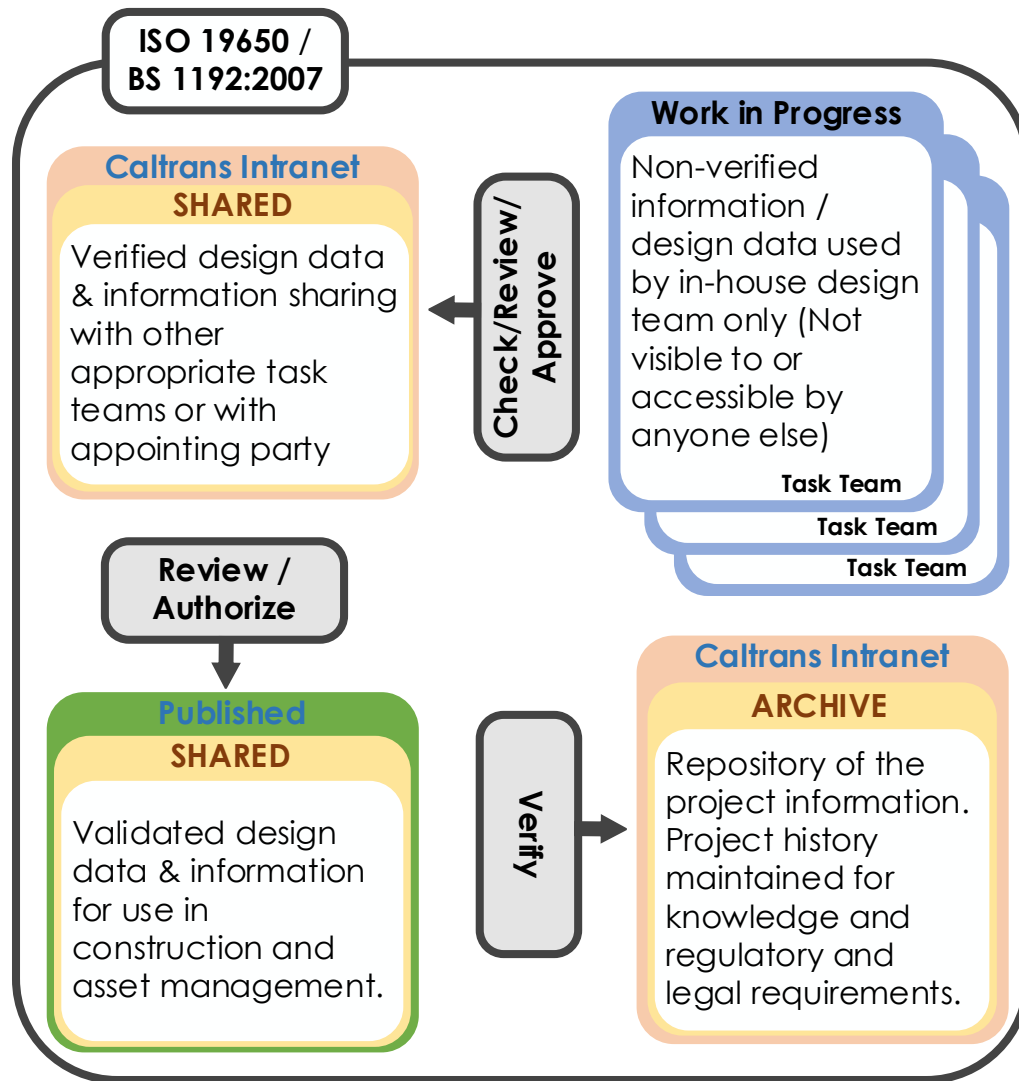 ISO 19650 /
BS 1192:2007
Caltrans Intranet
SHARED
Verified design data
& information sharing
with other
appropriate task
teams or with
appointing party
Check/Review/
Approve
Work in Progress
Non-verified
information /
design data used
by in-house design
team only (Not
visible to or
accessible by
anyone else)
Task Team
Task Team
Task Team
Review /
Authorize
Published
SHARED
Validated design
data & information
for use in
construction and
asset management.
Verify
Caltrans Intranet
ARCHIVE
Repository of the
project information.
Project history
maintained for
knowledge and
regulatory and
legal requirements.